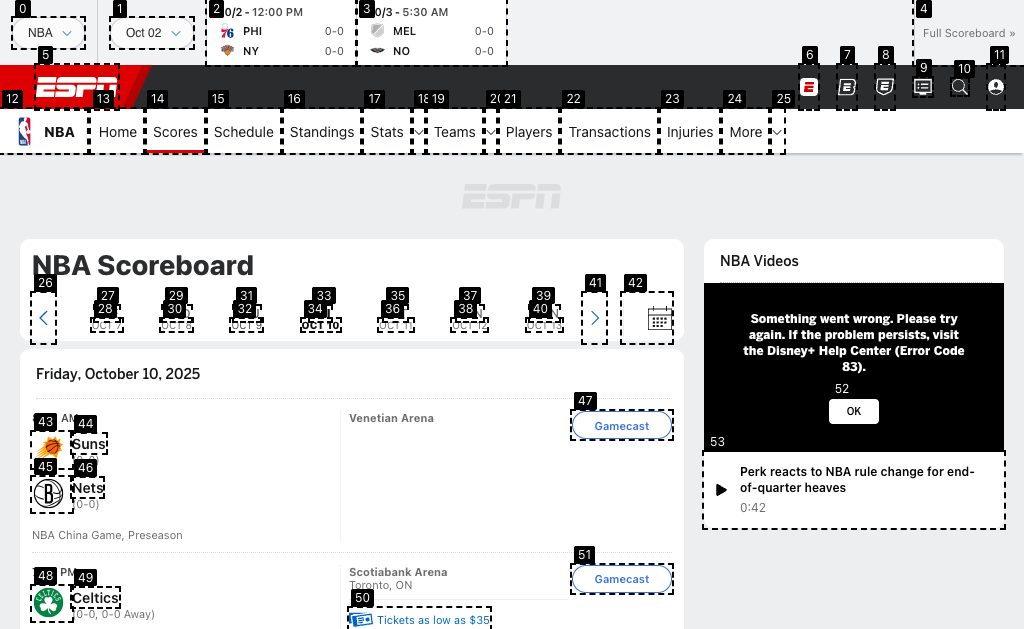 0 1 2 3 4
0/2 - 12:00 PM 0/3 - 5:30 AM
NBA Oct 02 PHI 0-0 MEL 0-0 Full Scoreboard »
NY 0-0 NO 0-0
5 6 7 8 9 10 11
ESPN
12 13 14 15 16 17 18 19 20 21 22 23 24 25
NBA Home Scores Schedule Standings Stats Teams Players Transactions Injuries More
ESPN
NBA Scoreboard
26 27 29 31 33 35 37 39 41 42
28 30 32 34 36 38 40
OCT 7 OCT 8 OCT 9 OCT 10 OCT 11 OCT 12 OCT 13
Friday, October 10, 2025
43 44 47
AM Venetian Arena Gamecast
Suns
45 46
Nets
(0-0)
NBA China Game, Preseason
48 49 51
PM Scotiabank Arena Gamecast
Toronto, ON
Celtics
50
(0-0, 0-0 Away)
Tickets as low as $35
NBA Videos
Something went wrong. Please try
again. If the problem persists, visit
the Disney+ Help Center (Error Code
83).
52
OK
53
Perk reacts to NBA rule change for end-
of-quarter heaves
0:42